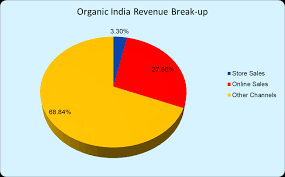 Organic India Revenue Break-up
3.30%
27.86%
Store Sales
Online Sales
Other Channels
68.84%